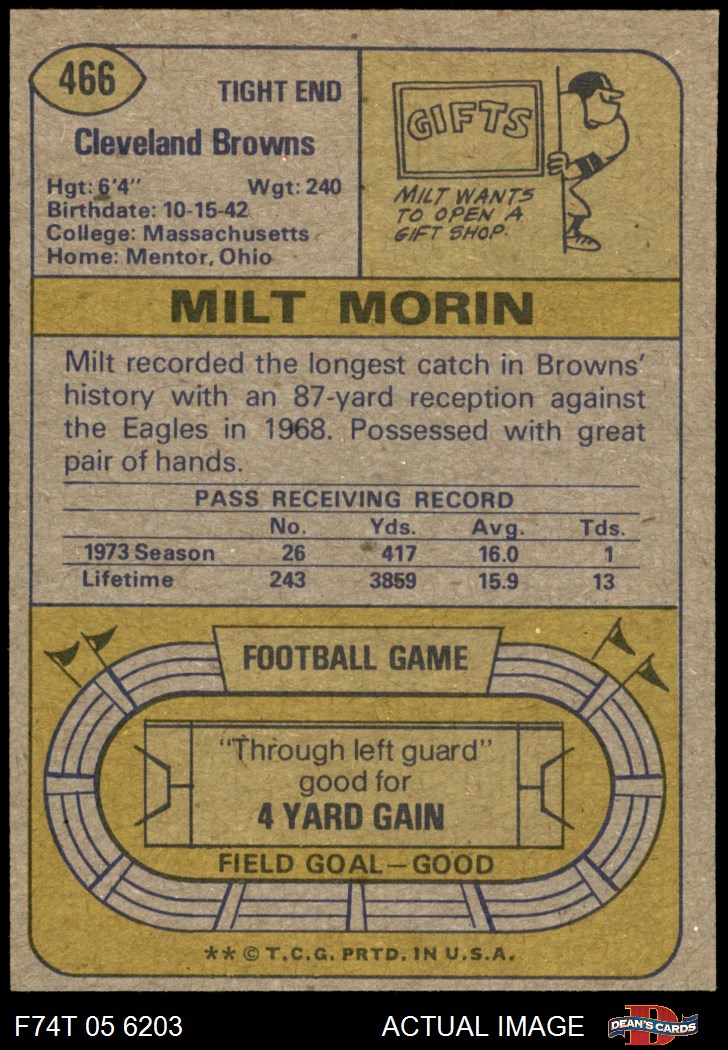 466
TIGHT END
Cleveland Browns
Hgt: 6'4" Wgt: 240
Birthdate: 10-15-42
College: Massachusetts
Home: Mentor, Ohio
GIFTS
MILT WANTS
TO OPEN A
GIFT SHOP.
MILT MORIN
Milt recorded the longest catch in Browns'
history with an 87-yard reception against
the Eagles in 1968. Possessed with great
pair of hands.
PASS RECEIVING RECORD
No. Yds. Avg. Tds.
1973 Season 26 417 16.0 1
Lifetime 243 3859 15.9 13
FOOTBALL GAME
"Through left guard"
good for
4 YARD GAIN
FIELD GOAL—GOOD
** © T.C.G. PRTD. IN U.S.A.
F74T 05 6203 ACTUAL IMAGE D DEAN'S CARDS